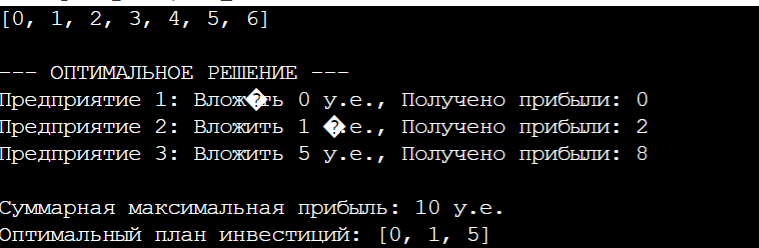 [0, 1, 2, 3, 4, 5, 6]
--- ОПТИМАЛЬНОЕ РЕШЕНИЕ ---
Предприятие 1: Влож�ть 0 у.е., Получено прибыли: 0
Предприятие 2: Вложить 1 �.е., Получено прибыли: 2
Предприятие 3: Вложить 5 у.е., Получено прибыли: 8
Суммарная максимальная прибыль: 10 у.е.
Оптимальный план инвестиций: [0, 1, 5]